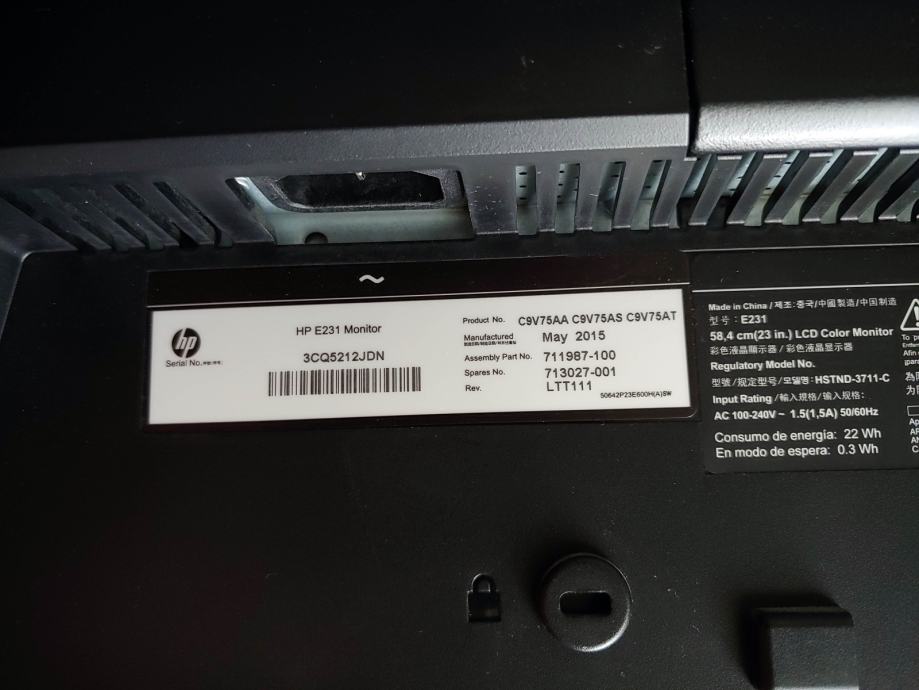 ~
hp
HP E231 Monitor
Serial No.
3CQ5212JDN
Product No. C9V75AA C9V75AS C9V75AT
Manufactured May 2015
Assembly Part No. 711987-100
Spares No. 713027-001
Rev. LTT111
50642P23E600H(A)SW
Made in China / 제조:중국/中國製造/中国制造
型号 : E231
58,4 cm(23 in.) LCD Color Monitor
彩色液晶顯示器 / 彩色液晶显示器
Regulatory Model No.
型號/规定型号/모델명:HSTND-3711-C
Input Rating /輸入規格/输入规格:
AC 100-240V ~ 1.5(1,5A) 50/60Hz
Consumo de energía: 22 Wh
En modo de espera: 0.3 Wh